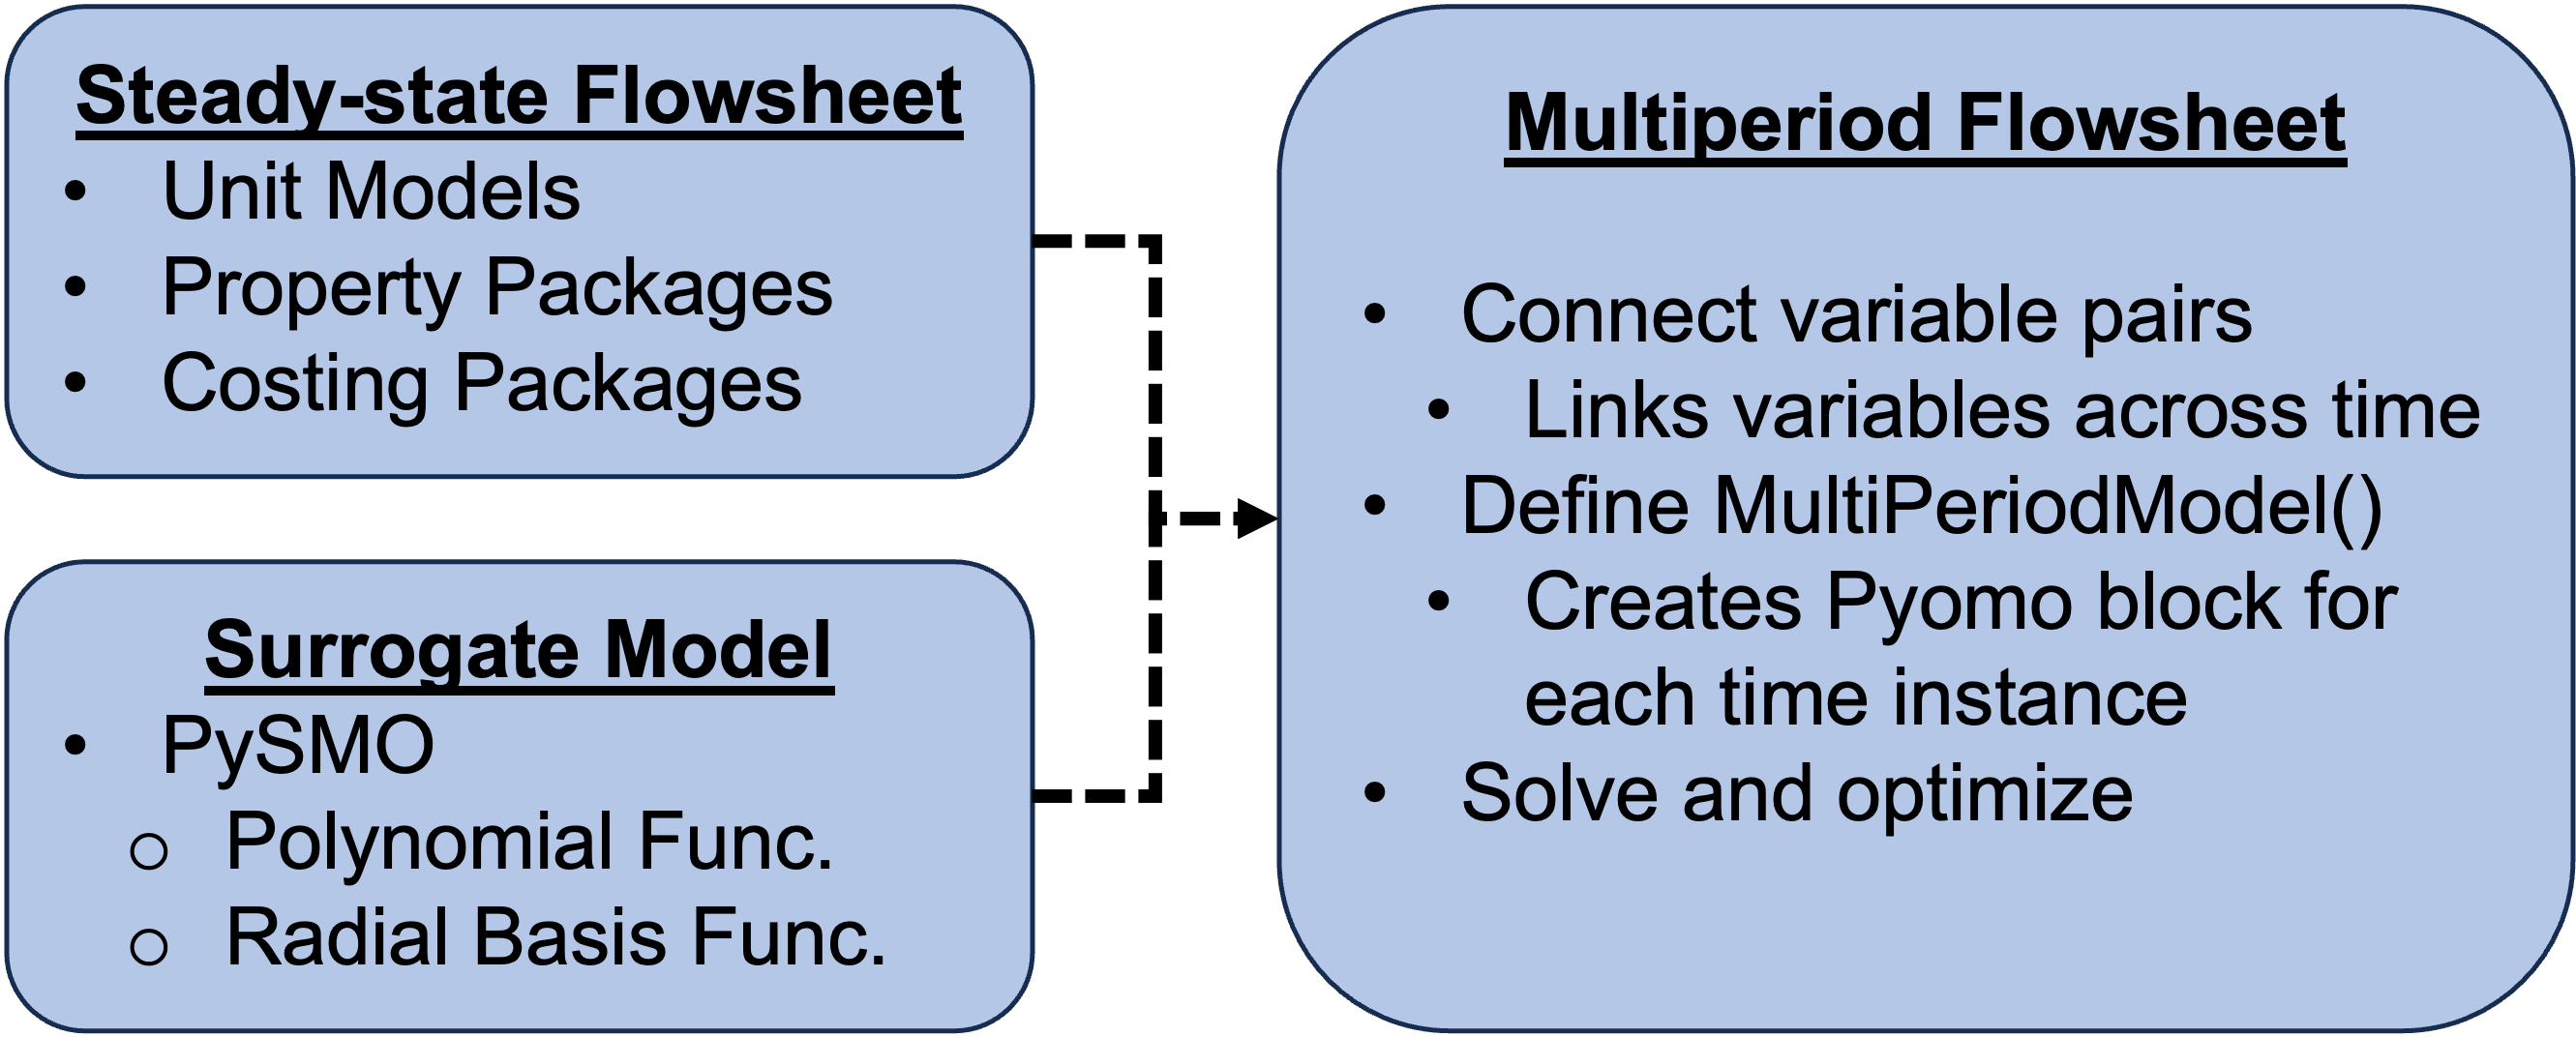 Steady-state Flowsheet
• Unit Models
• Property Packages
• Costing Packages
Surrogate Model
• PySMO
o Polynomial Func.
o Radial Basis Func.
Multiperiod Flowsheet
• Connect variable pairs
• Links variables across time
• Define MultiPeriodModel()
• Creates Pyomo block for
each time instance
• Solve and optimize